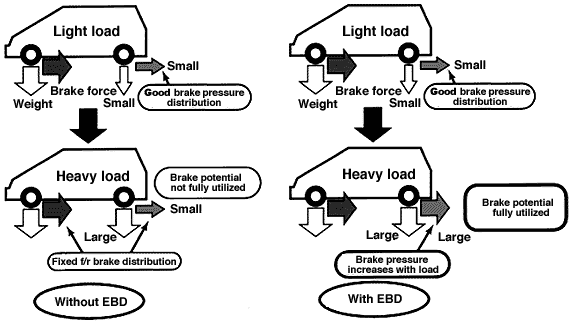 Light load
Small
Brake force
Weight
Small
Good brake pressure
distribution
Heavy load
Brake potential
not fully utilized
Small
Large
Fixed f/r brake distribution
Without EBD
Light load
Small
Brake force
Weight
Small
Good brake pressure
distribution
Heavy load
Brake potential
fully utilized
Large
Large
Brake pressure
increases with load
With EBD